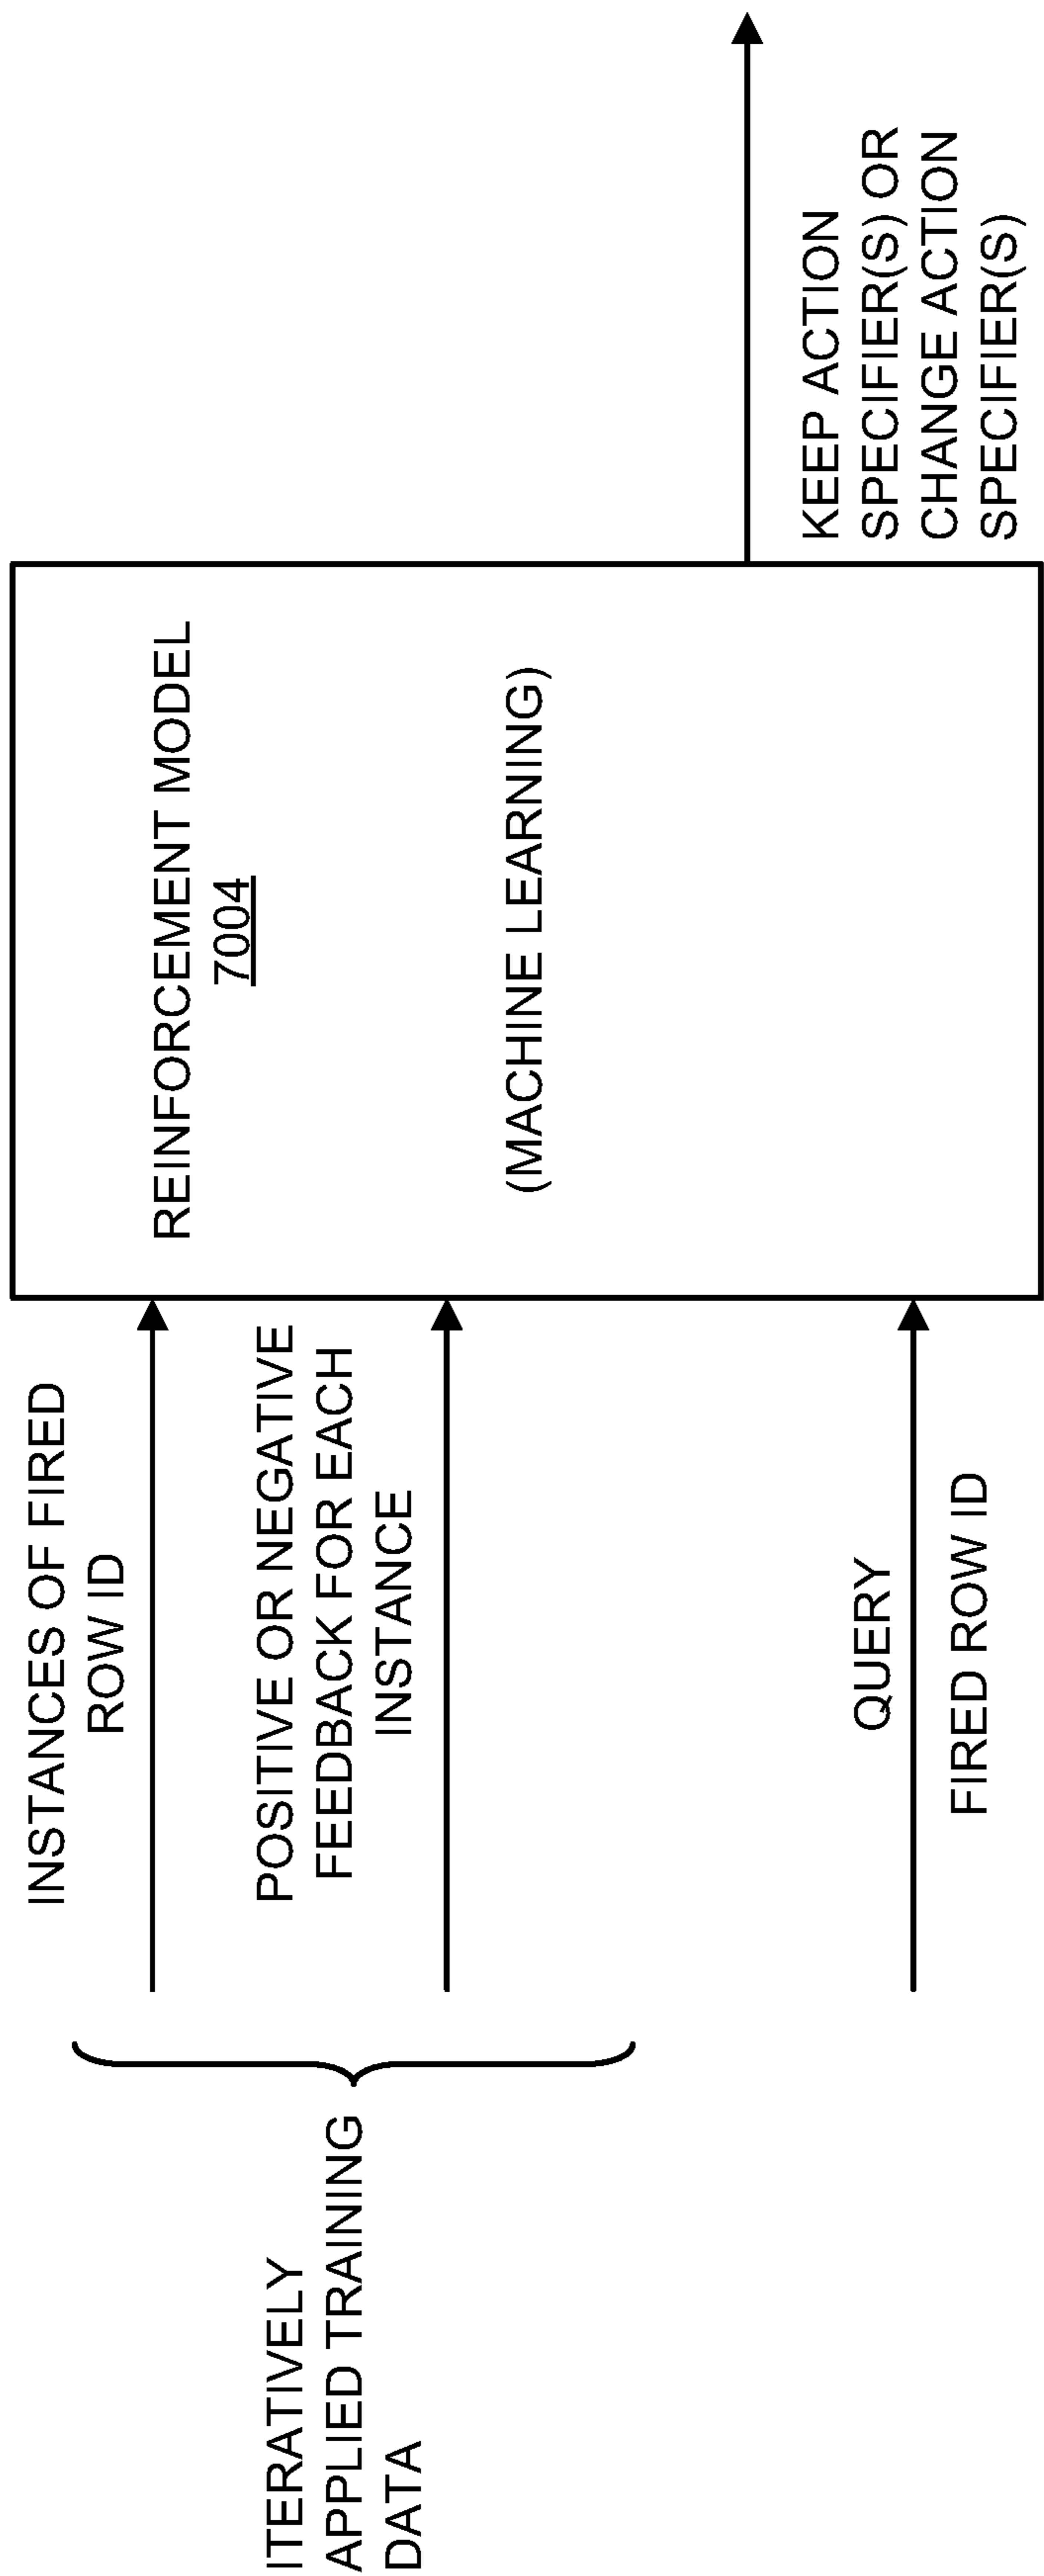 ITERATIVELY
APPLIED TRAINING
DATA
INSTANCES OF FIRED
ROW ID
POSITIVE OR NEGATIVE
FEEDBACK FOR EACH
INSTANCE
QUERY
FIRED ROW ID
REINFORCEMENT MODEL
7004
(MACHINE LEARNING)
KEEP ACTION
SPECIFIER(S) OR
CHANGE ACTION
SPECIFIER(S)